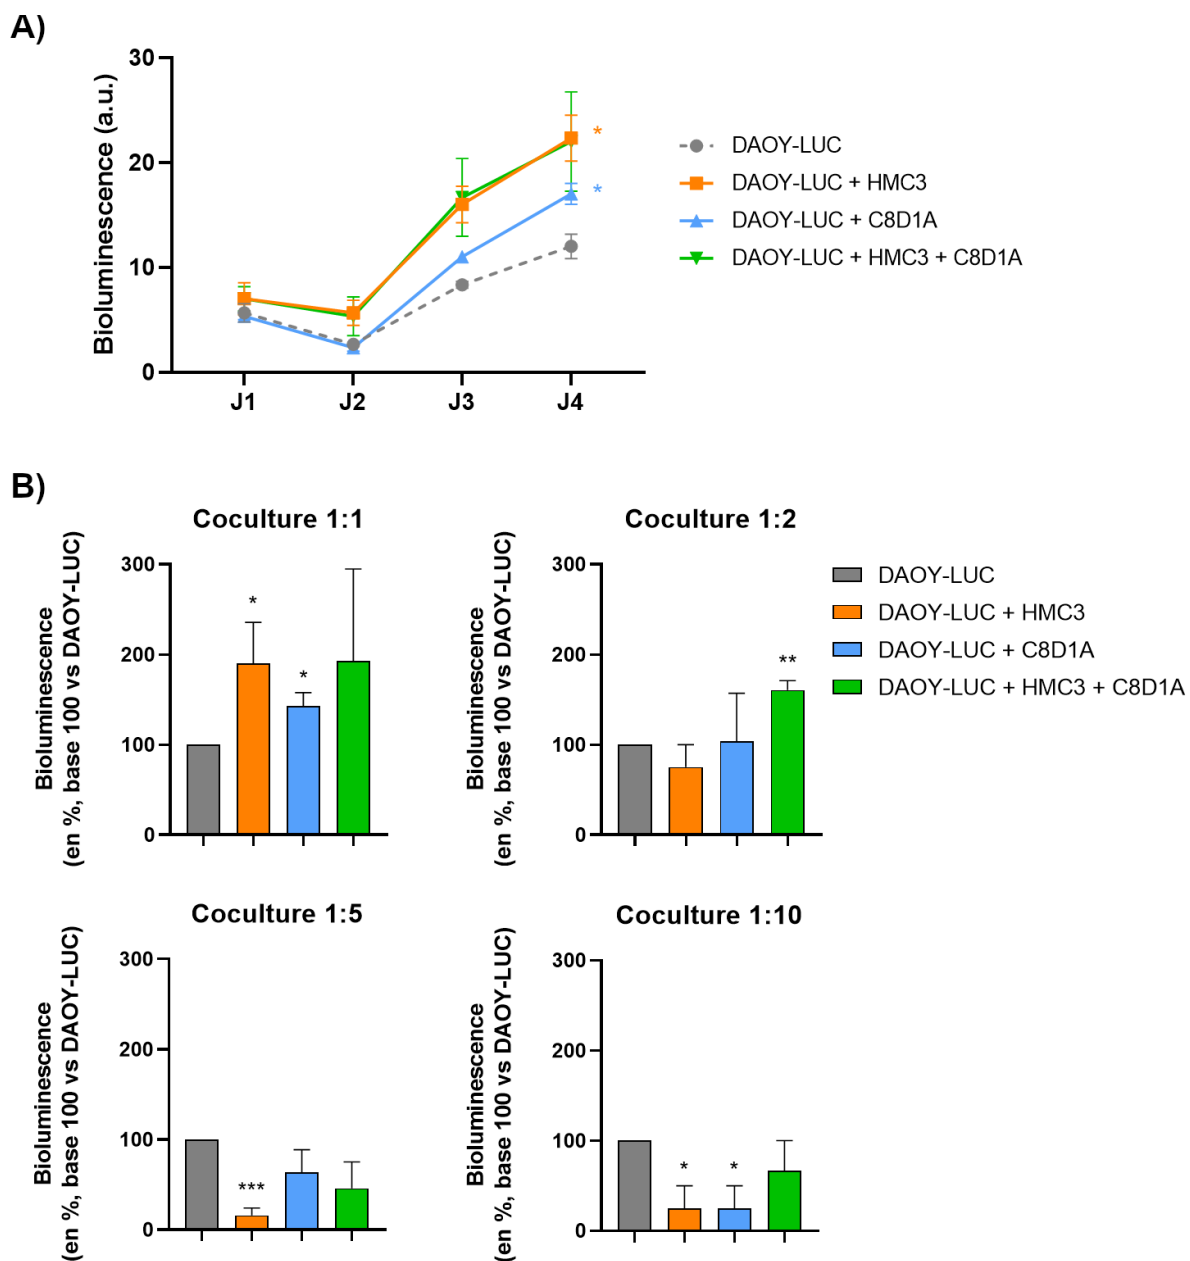 A)
Bioluminescence (a.u.)
30
20
10
0
J1
J2
J3
J4
*
*
DAOY-LUC
DAOY-LUC + HMC3
DAOY-LUC + C8D1A
DAOY-LUC + HMC3 + C8D1A
B)
Coculture 1:1
Bioluminescence
(en %, base 100 vs DAOY-LUC)
300
200
100
0
*
*
Coculture 1:2
Bioluminescence
(en %, base 100 vs DAOY-LUC)
300
200
100
0
**
DAOY-LUC
DAOY-LUC + HMC3
DAOY-LUC + C8D1A
DAOY-LUC + HMC3 + C8D1A
Coculture 1:5
Bioluminescence
(en %, base 100 vs DAOY-LUC)
300
200
100
0
***
Coculture 1:10
Bioluminescence
(en %, base 100 vs DAOY-LUC)
300
200
100
0
*
*